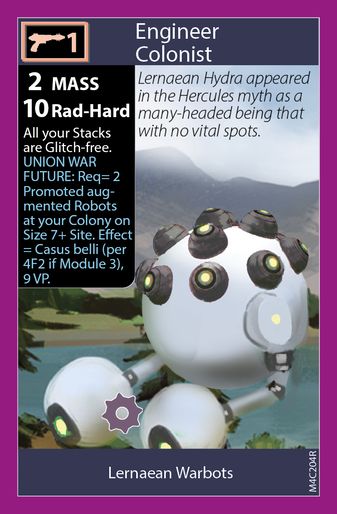 1
Engineer
Colonist
2 MASS
10 Rad-Hard
All your Stacks
are Glitch-free.
UNION WAR
FUTURE: Req= 2
Promoted aug-
mented Robots
at your Colony on
Size 7+ Site. Effect
= Casus belli (per
4F2 if Module 3),
9 VP.
Lernaean Hydra appeared
in the Hercules myth as a
many-headed being that
with no vital spots.
Lernaean Warbots
M4C204R